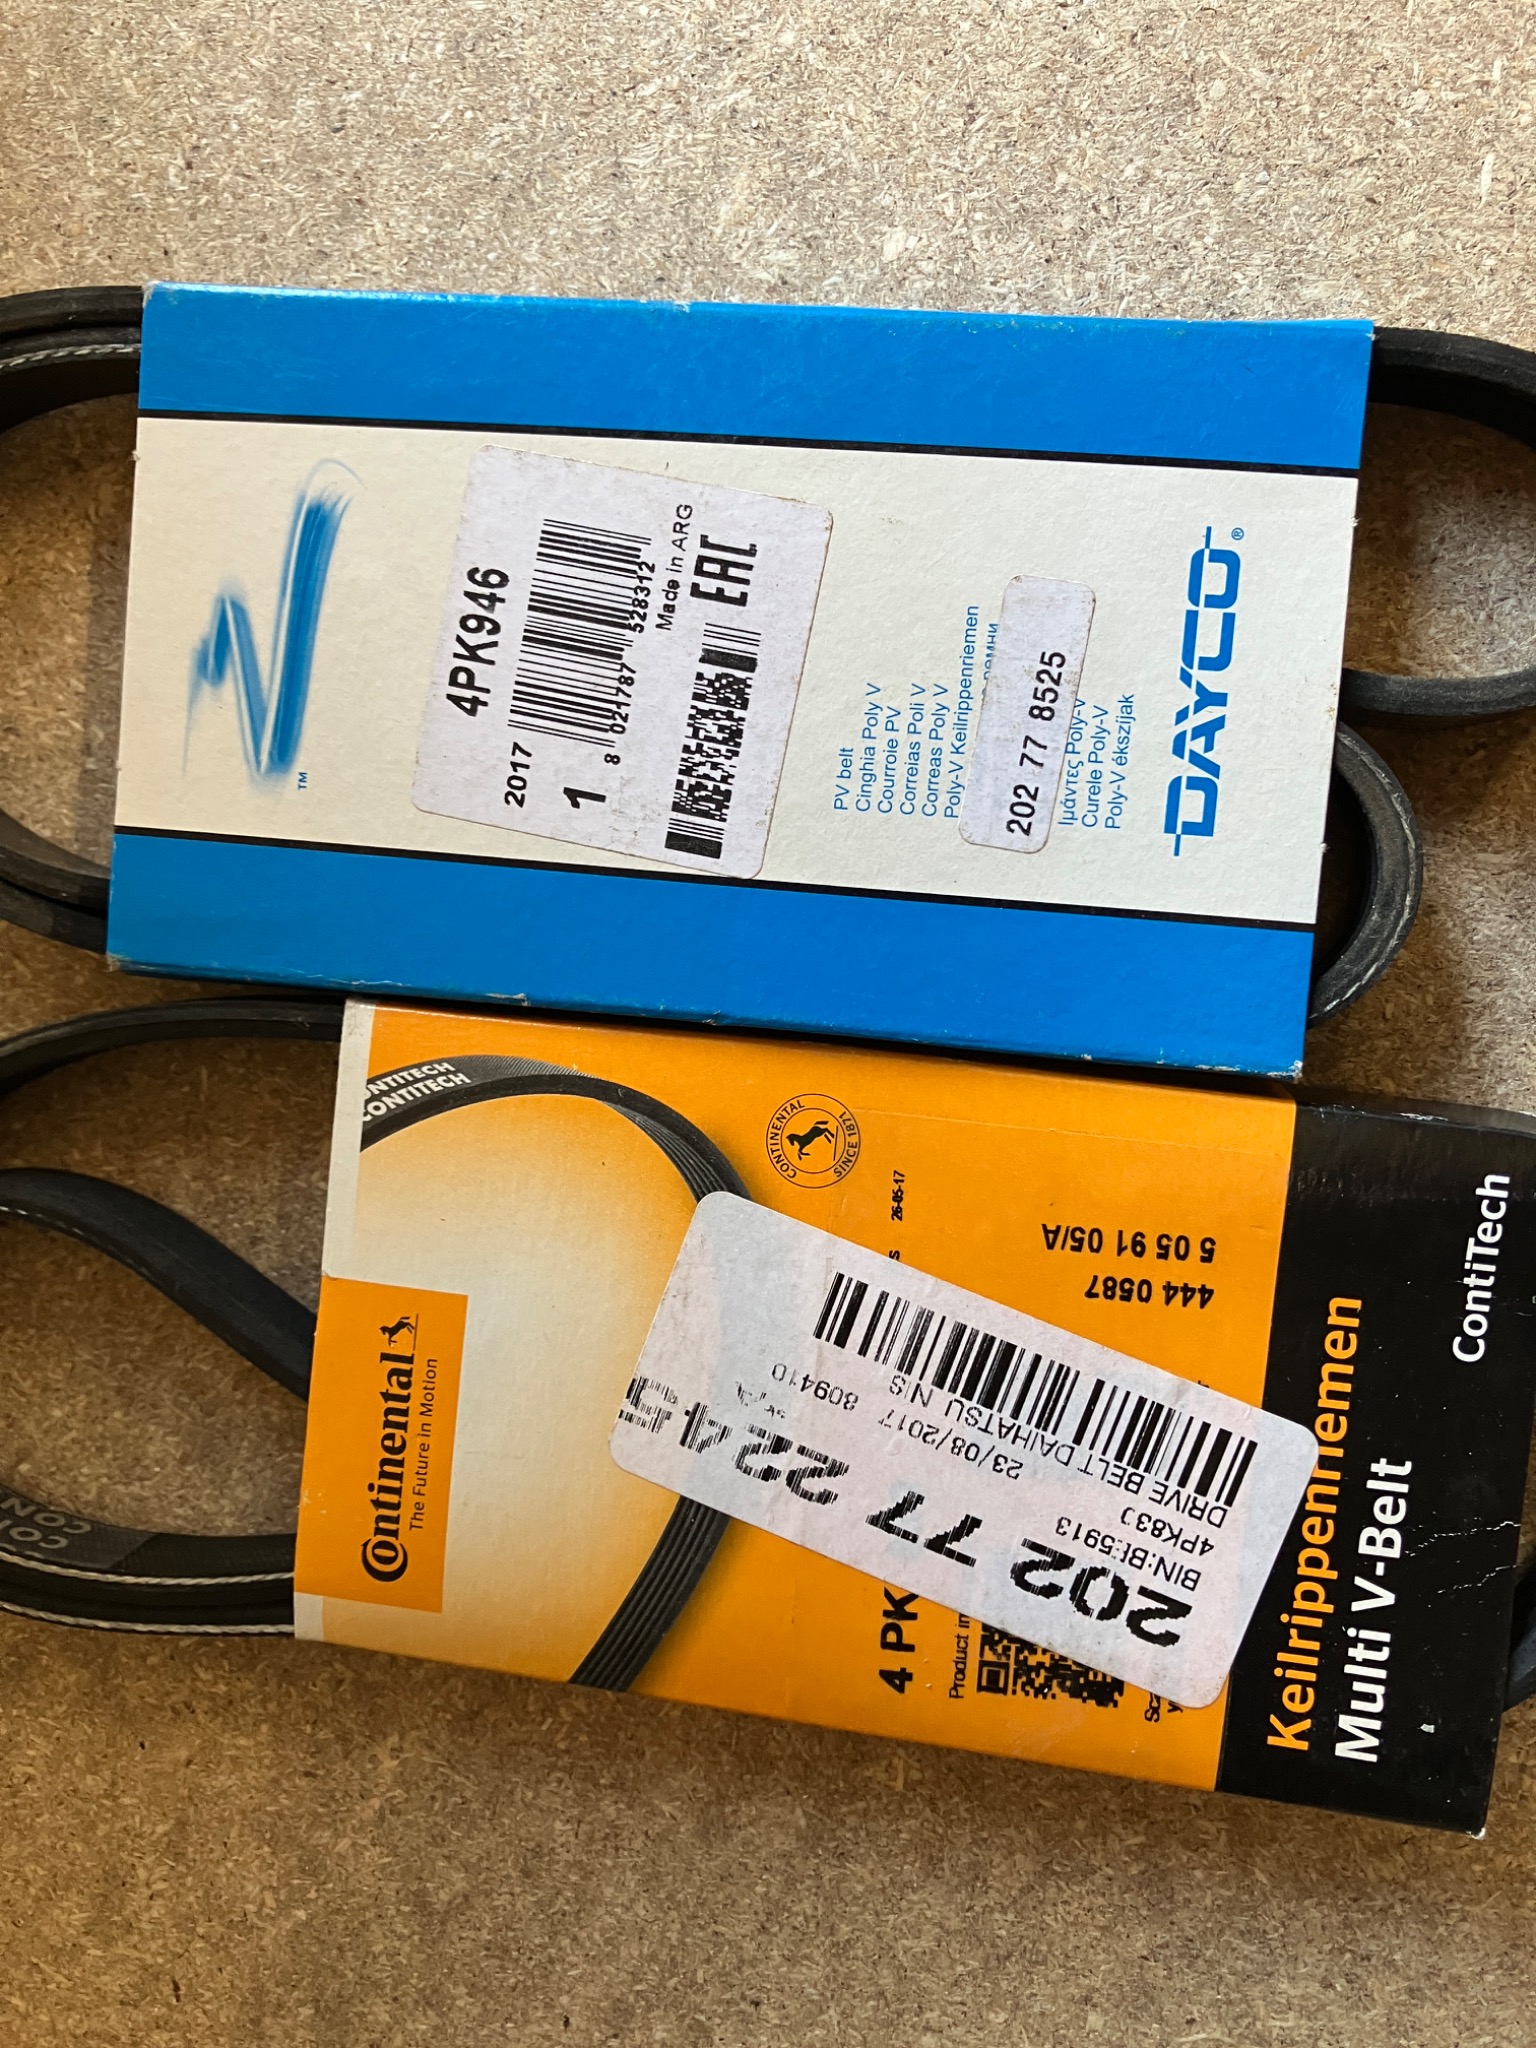 4PK946
2017
1
8 021787 528312
Made in ARG
EAC
PV belt
Cinghia Poly V
Courroie PV
Correias Poli V
Correas Poly V
Poly-V Keilrippenriemen
202 77 8525
Ιμάντες Poly-V
Curele Poly-V
Poly-V ékszíjak
DAYCO®
TM
CONTITECH
Continental
The Future in Motion
CONTINENTAL
SINCE 1871
26-05-17
4 PK
Product
444 0587
5 05 91 05/A
202 77
BIN:
DRIVE BELT DAIHATSU NIS
23/08/2017 809410
Keilrippenriemen
Multi V-Belt
ContiTech